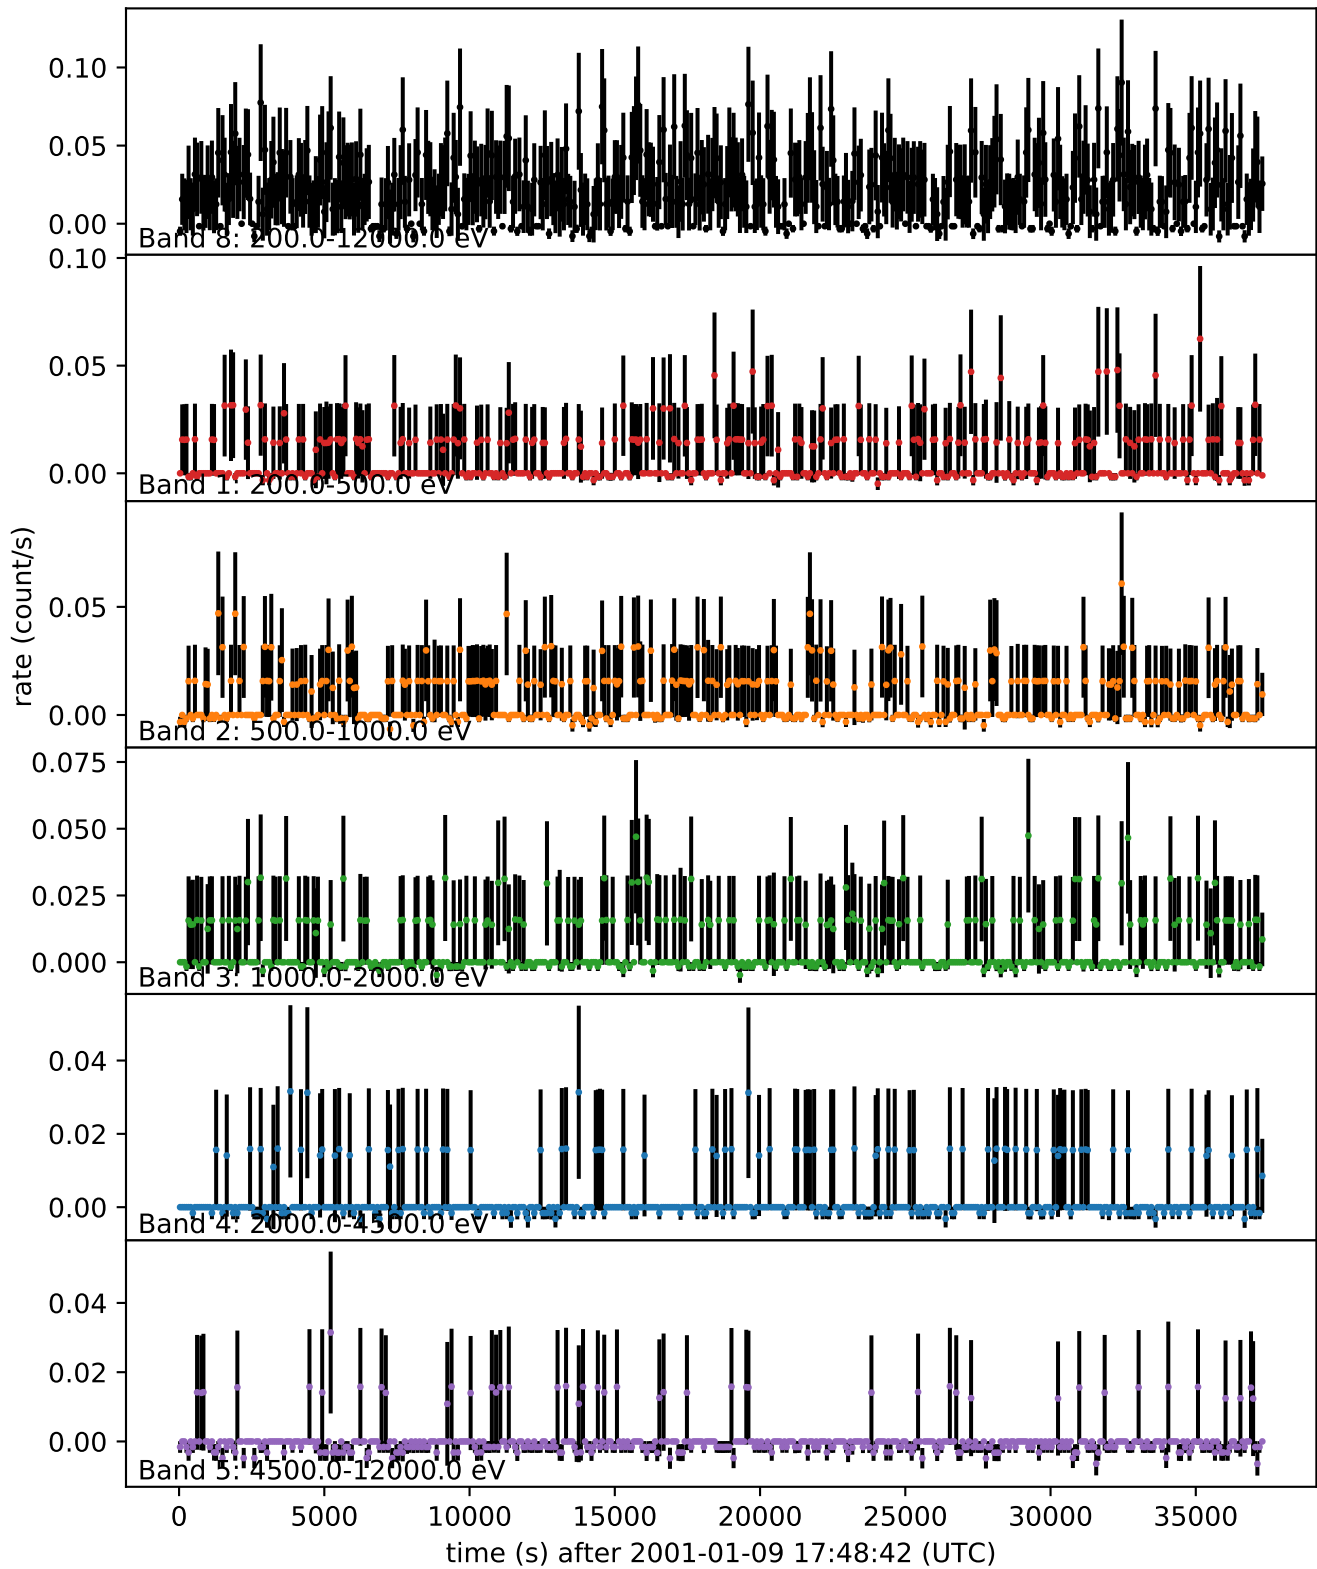 0.10
0.05
0.00
Band 8: 200.0-12000.0 eV
0.10
0.05
0.00
Band 1: 200.0-500.0 eV
rate (count/s)
0.05
0.00
Band 2: 500.0-1000.0 eV
0.075
0.050
0.025
0.000
Band 3: 1000.0-2000.0 eV
0.04
0.02
0.00
Band 4: 2000.0-4500.0 eV
0.04
0.02
0.00
Band 5: 4500.0-12000.0 eV
0 5000 10000 15000 20000 25000 30000 35000
time (s) after 2001-01-09 17:48:42 (UTC)